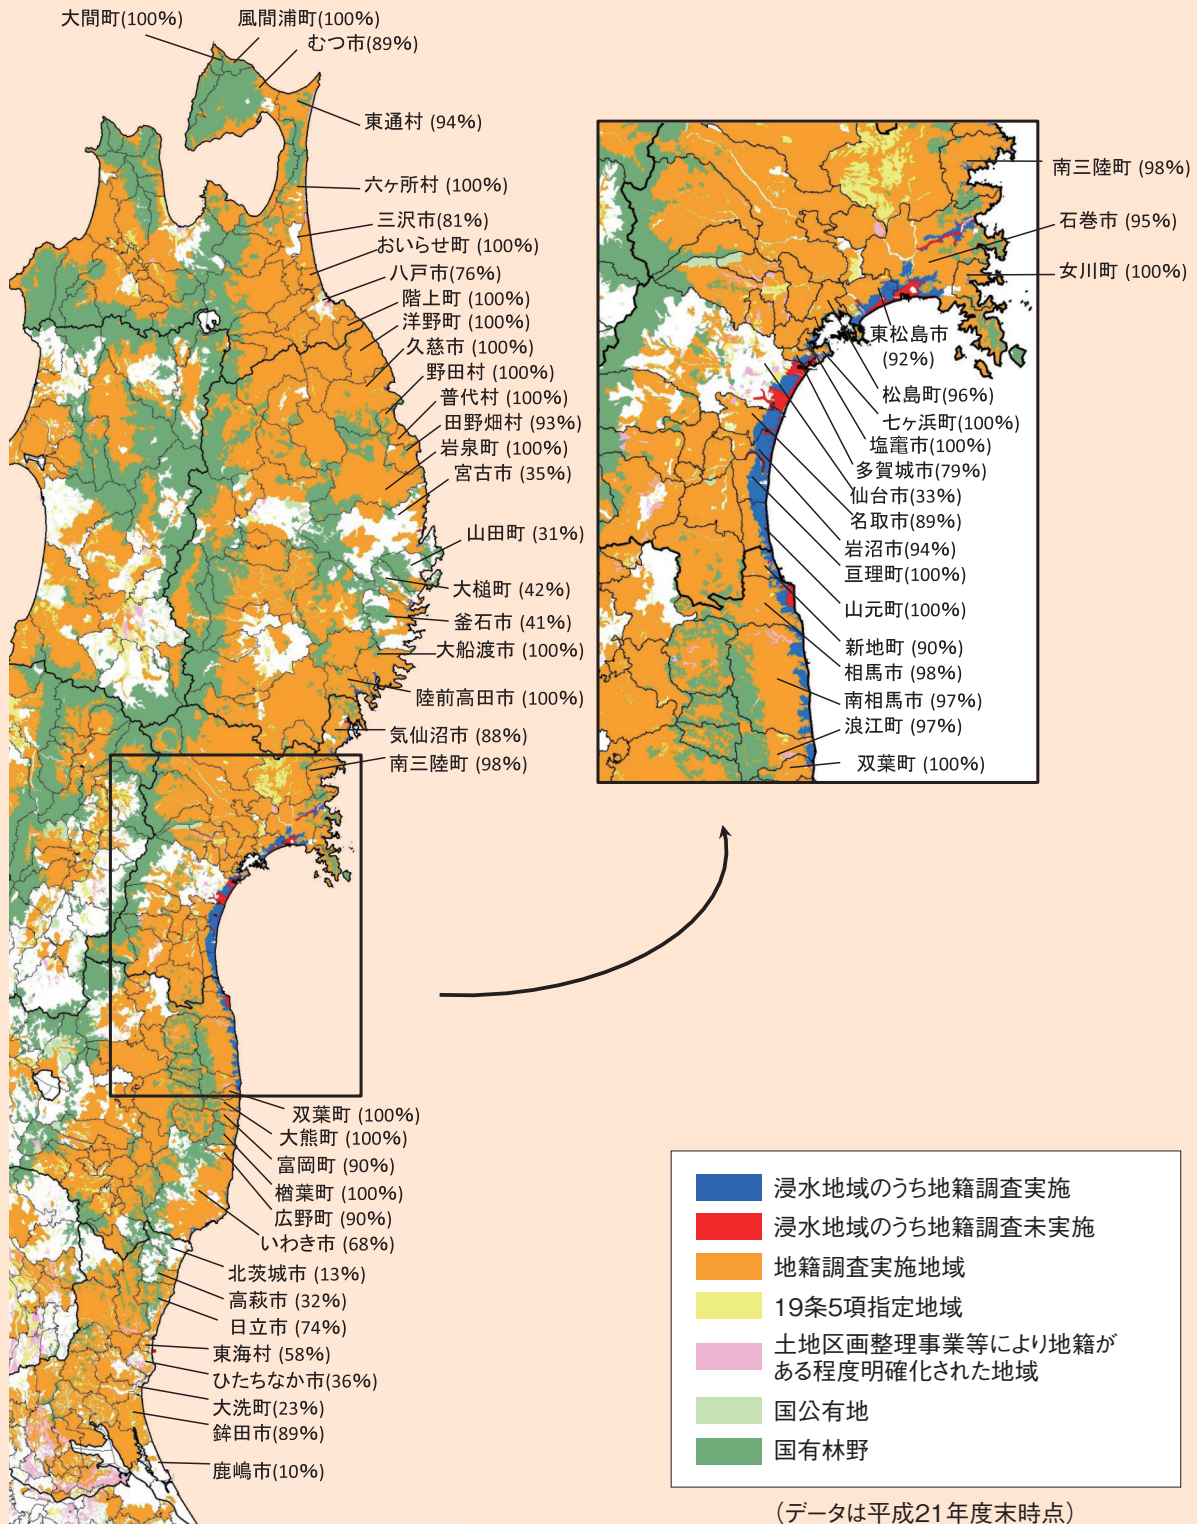 大間町(100%)
風間浦町(100%)
むつ市(89%)
東通村 (94%)
六ヶ所村 (100%)
三沢市(81%)
おいらせ町 (100%)
八戸市(76%)
階上町 (100%)
洋野町 (100%)
久慈市 (100%)
野田村 (100%)
普代村 (100%)
田野畑村 (93%)
岩泉町 (100%)
宮古市 (35%)
山田町 (31%)
大槌町 (42%)
釜石市 (41%)
大船渡市 (100%)
陸前高田市 (100%)
気仙沼市 (88%)
南三陸町 (98%)
双葉町 (100%)
大熊町 (100%)
富岡町 (90%)
楢葉町 (100%)
広野町 (90%)
いわき市 (68%)
北茨城市 (13%)
高萩市 (32%)
日立市 (74%)
東海村 (58%)
ひたちなか市(36%)
大洗町(23%)
鉾田市(89%)
鹿嶋市(10%)
南三陸町 (98%)
石巻市 (95%)
女川町 (100%)
東松島市
(92%)
松島町(96%)
七ヶ浜町(100%)
塩竈市(100%)
多賀城市(79%)
仙台市(33%)
名取市(89%)
岩沼市(94%)
亘理町(100%)
山元町(100%)
新地町 (90%)
相馬市 (98%)
南相馬市 (97%)
浪江町 (97%)
双葉町 (100%)
浸水地域のうち地籍調査実施
浸水地域のうち地籍調査未実施
地籍調査実施地域
19条5項指定地域
土地区画整理事業等により地籍が
ある程度明確化された地域
国公有地
国有林野
(データは平成21年度末時点)